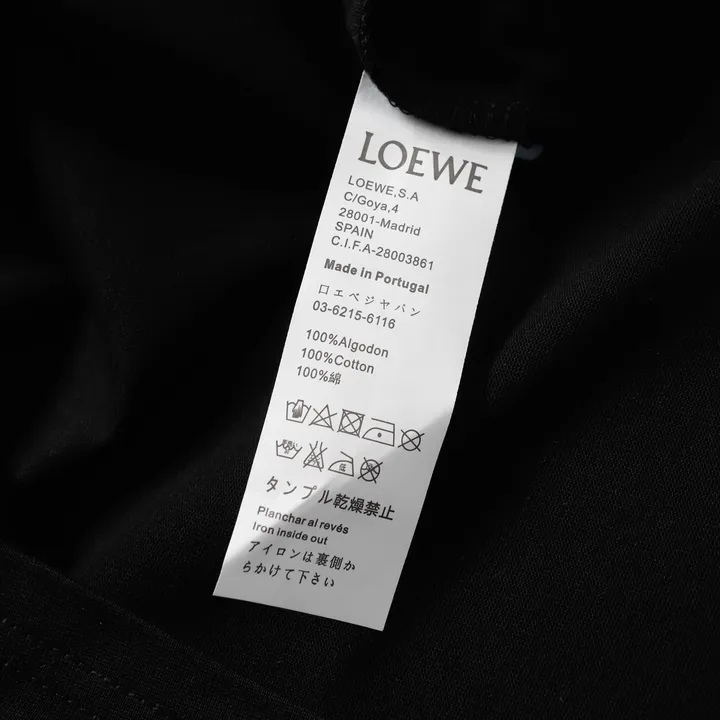 LOEWE
LOEWE,S.A
C/Goya,4
28001-Madrid
SPAIN
C.I.F.A-28003861
Made in Portugal
口エベジャパン
03-6215-6116
100%Algodon
100%Cotton
100%綿
低
タンブル乾燥禁止
Planchar al revés
Iron inside out
アイロンは裏側か
らかけて下さい